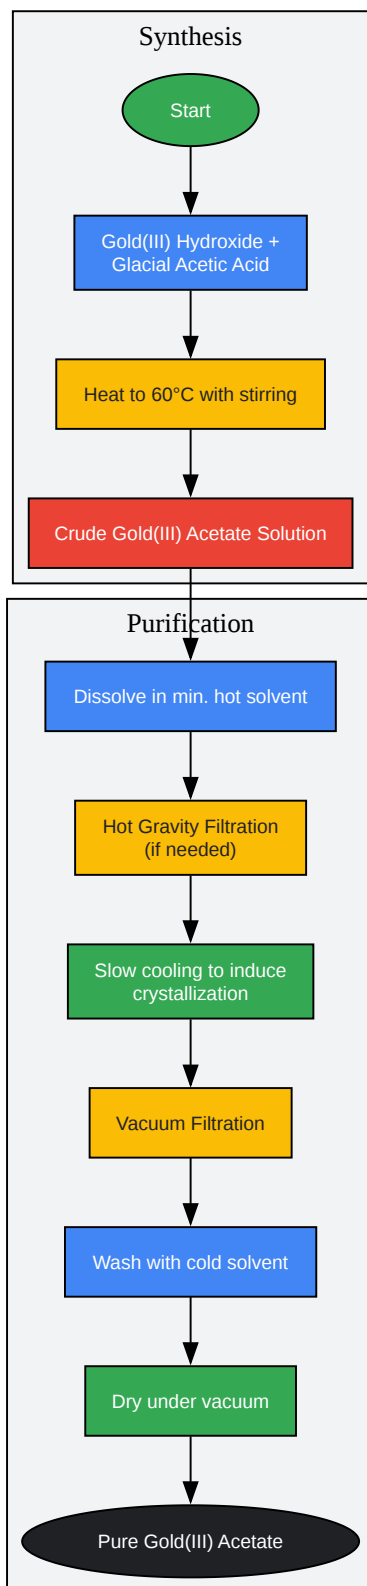 Synthesis
Start
Gold(III) Hydroxide +
Glacial Acetic Acid
Heat to 60°C with stirring
Crude Gold(III) Acetate Solution
Purification
Dissolve in min. hot solvent
Hot Gravity Filtration
(if needed)
Slow cooling to induce
crystallization
Vacuum Filtration
Wash with cold solvent
Dry under vacuum
Pure Gold(III) Acetate